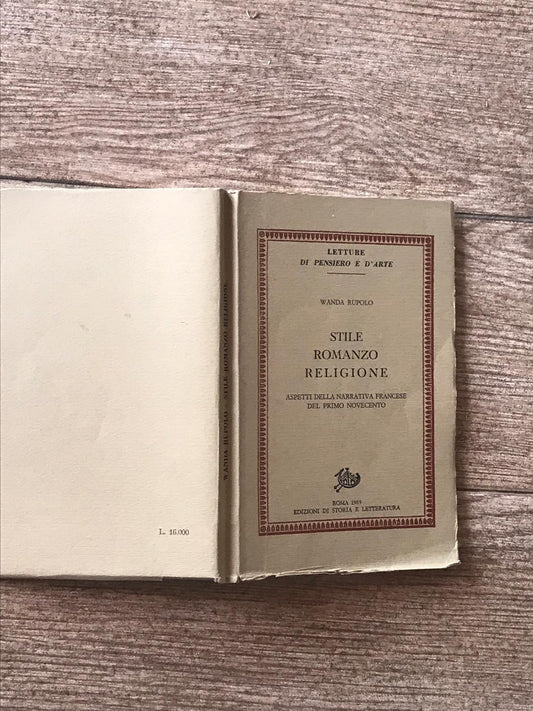 LETTURE
DI PENSIERO E D'ARTE
WANDA RUPOLO
STILE
ROMANZO
RELIGIONE
ASPETTI DELLA NARRATIVA FRANCESE
DEL PRIMO NOVECENTO
ROMA 1989
EDIZIONI DI STORIA E LETTERATURA
WANDA RUPOLO STILE ROMANZO RELIGIONE
L. 16.000